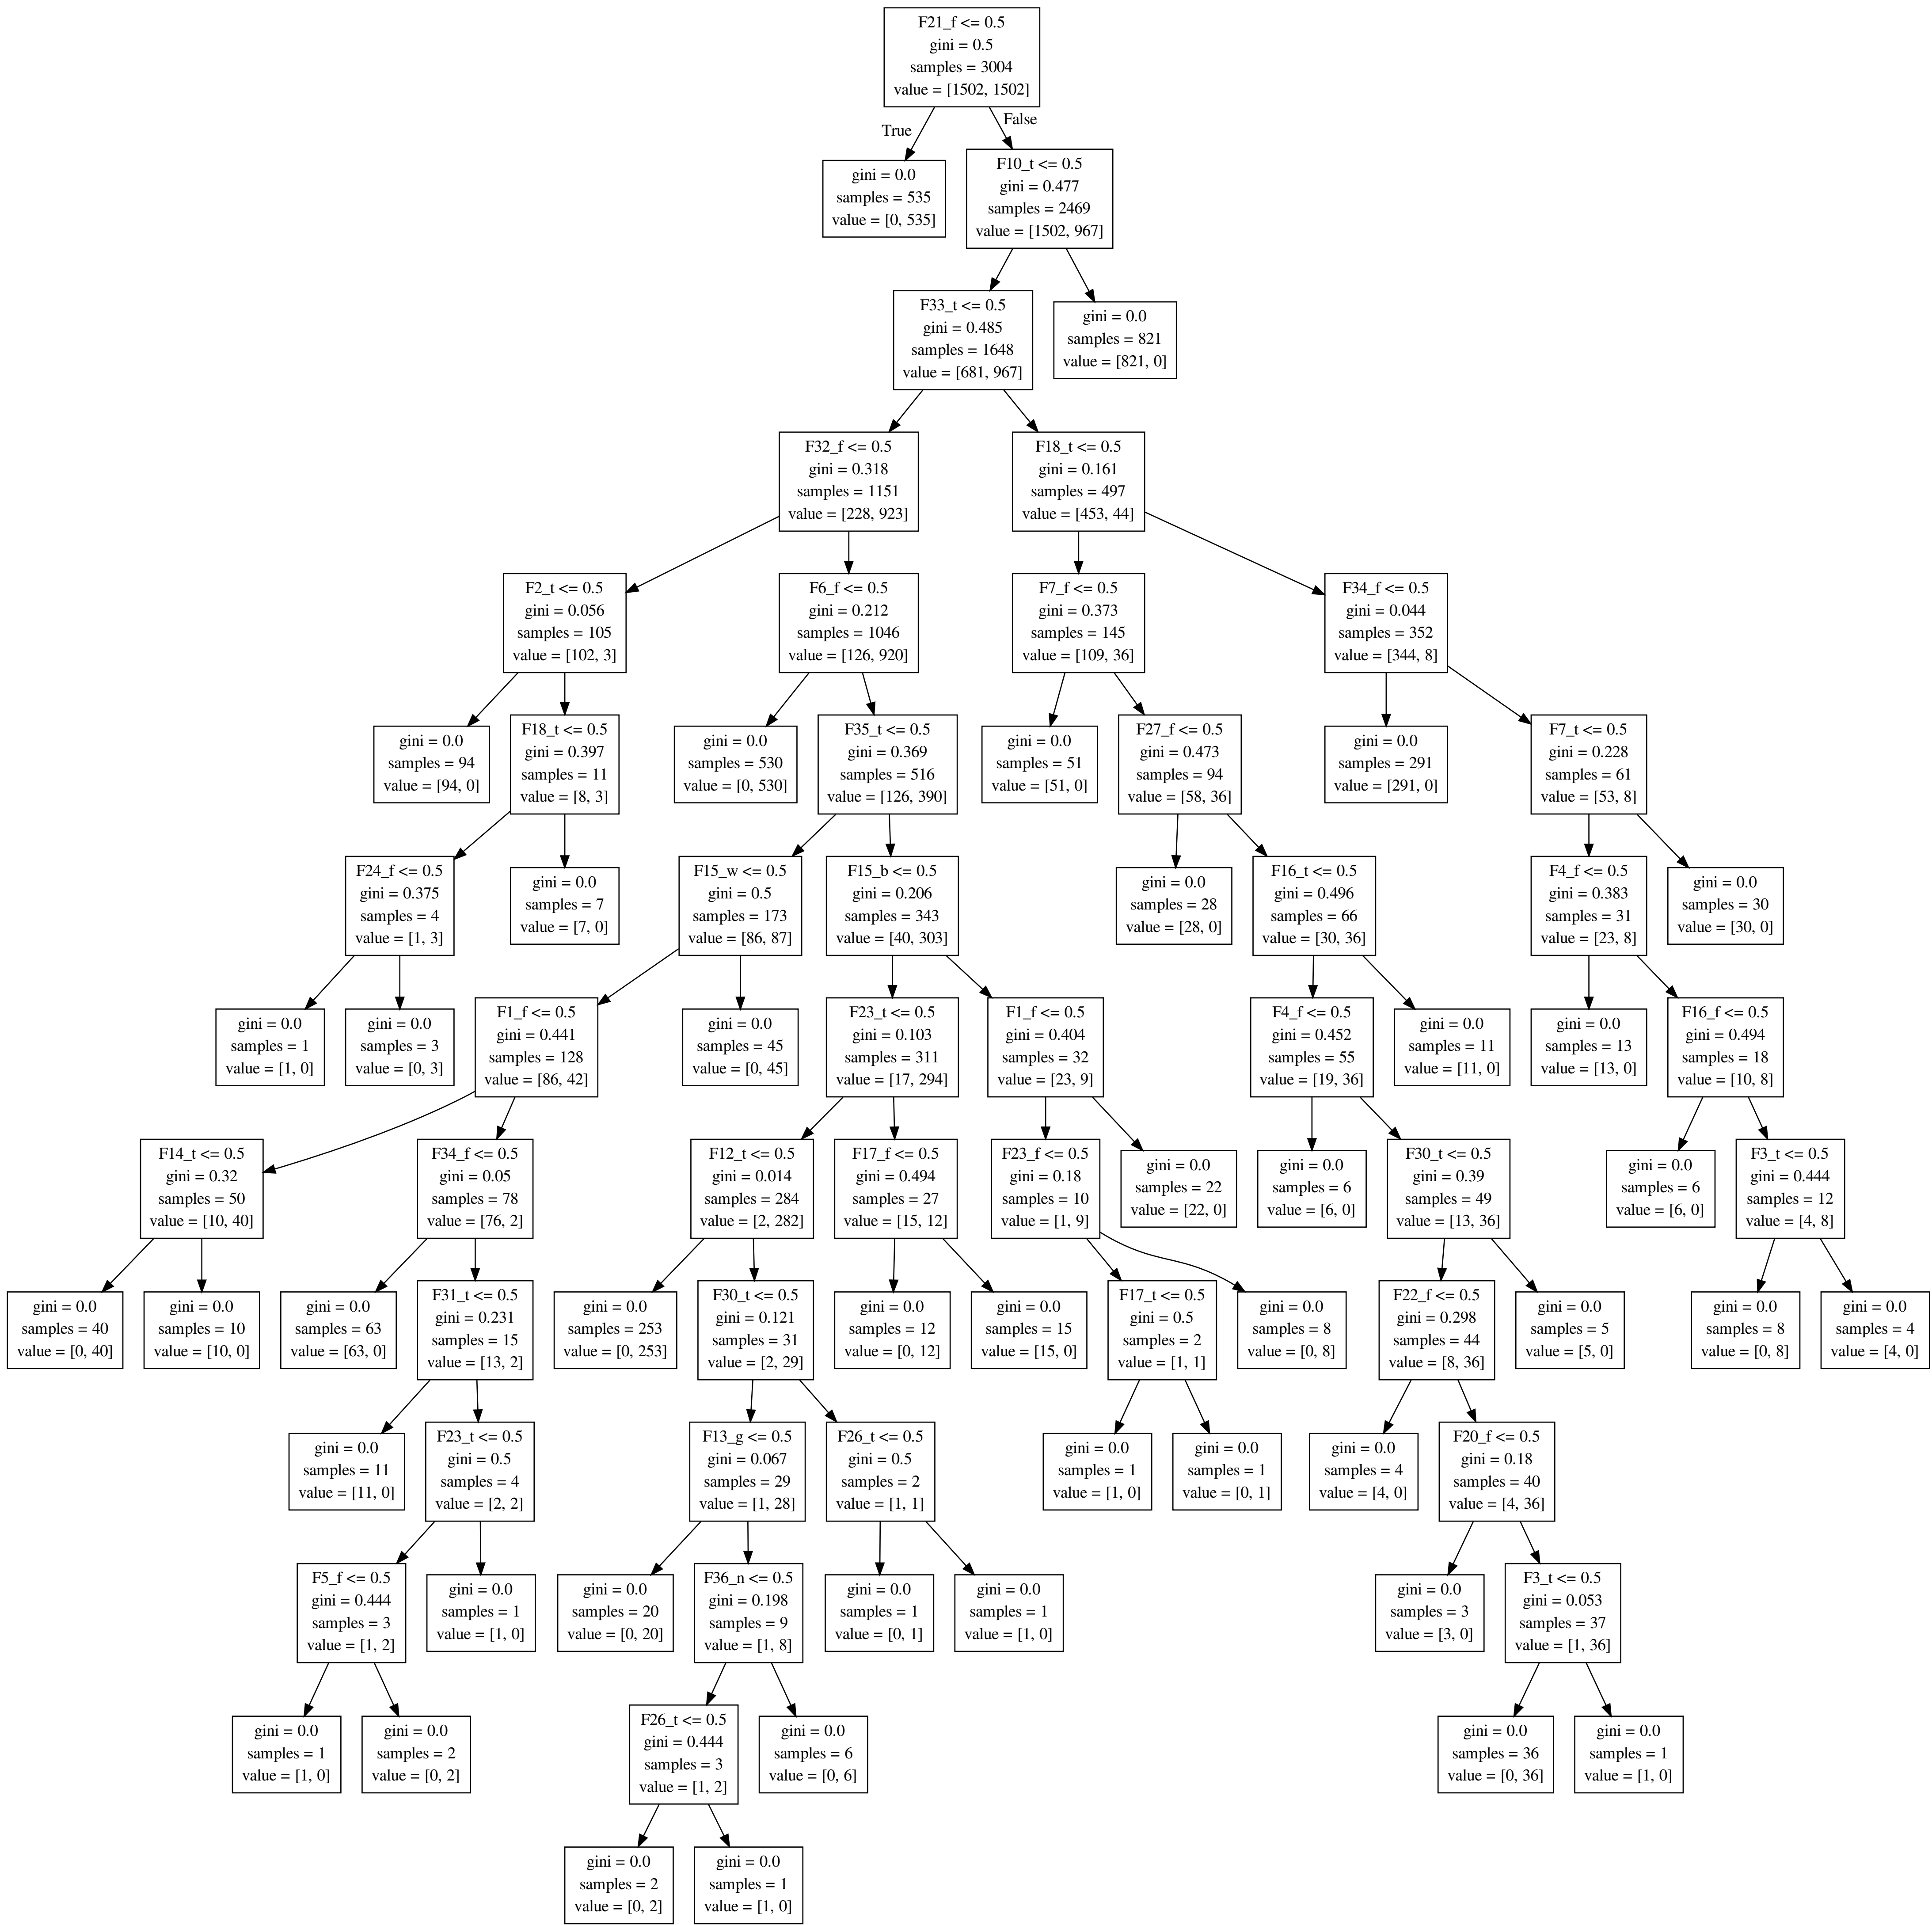 F21_f <= 0.5
gini = 0.5
samples = 3004
value = [1502, 1502]
True
False
gini = 0.0
samples = 535
value = [0, 535]
F10_t <= 0.5
gini = 0.477
samples = 2469
value = [1502, 967]
F33_t <= 0.5
gini = 0.485
samples = 1648
value = [681, 967]
gini = 0.0
samples = 821
value = [821, 0]
F32_f <= 0.5
gini = 0.318
samples = 1151
value = [228, 923]
F18_t <= 0.5
gini = 0.161
samples = 497
value = [453, 44]
F2_t <= 0.5
gini = 0.056
samples = 105
value = [102, 3]
F6_f <= 0.5
gini = 0.212
samples = 1046
value = [126, 920]
F7_f <= 0.5
gini = 0.373
samples = 145
value = [109, 36]
F34_f <= 0.5
gini = 0.044
samples = 352
value = [344, 8]
gini = 0.0
samples = 94
value = [94, 0]
F18_t <= 0.5
gini = 0.397
samples = 11
value = [8, 3]
gini = 0.0
samples = 530
value = [0, 530]
F35_t <= 0.5
gini = 0.369
samples = 516
value = [126, 390]
gini = 0.0
samples = 51
value = [51, 0]
F27_f <= 0.5
gini = 0.473
samples = 94
value = [58, 36]
gini = 0.0
samples = 291
value = [291, 0]
F7_t <= 0.5
gini = 0.228
samples = 61
value = [53, 8]
F24_f <= 0.5
gini = 0.375
samples = 4
value = [1, 3]
gini = 0.0
samples = 7
value = [7, 0]
F15_w <= 0.5
gini = 0.5
samples = 173
value = [86, 87]
F15_b <= 0.5
gini = 0.206
samples = 343
value = [40, 303]
gini = 0.0
samples = 28
value = [28, 0]
F16_t <= 0.5
gini = 0.496
samples = 66
value = [30, 36]
F4_f <= 0.5
gini = 0.383
samples = 31
value = [23, 8]
gini = 0.0
samples = 30
value = [30, 0]
gini = 0.0
samples = 1
value = [1, 0]
gini = 0.0
samples = 3
value = [0, 3]
F1_f <= 0.5
gini = 0.441
samples = 128
value = [86, 42]
gini = 0.0
samples = 45
value = [0, 45]
F23_t <= 0.5
gini = 0.103
samples = 311
value = [17, 294]
F1_f <= 0.5
gini = 0.404
samples = 32
value = [23, 9]
F4_f <= 0.5
gini = 0.452
samples = 55
value = [19, 36]
gini = 0.0
samples = 11
value = [11, 0]
gini = 0.0
samples = 13
value = [13, 0]
F16_f <= 0.5
gini = 0.494
samples = 18
value = [10, 8]
F14_t <= 0.5
gini = 0.32
samples = 50
value = [10, 40]
F34_f <= 0.5
gini = 0.05
samples = 78
value = [76, 2]
F12_t <= 0.5
gini = 0.014
samples = 284
value = [2, 282]
F17_f <= 0.5
gini = 0.494
samples = 27
value = [15, 12]
F23_f <= 0.5
gini = 0.18
samples = 10
value = [1, 9]
gini = 0.0
samples = 22
value = [22, 0]
gini = 0.0
samples = 6
value = [6, 0]
F30_t <= 0.5
gini = 0.39
samples = 49
value = [13, 36]
gini = 0.0
samples = 6
value = [6, 0]
F3_t <= 0.5
gini = 0.444
samples = 12
value = [4, 8]
gini = 0.0
samples = 40
value = [0, 40]
gini = 0.0
samples = 10
value = [10, 0]
gini = 0.0
samples = 63
value = [63, 0]
F31_t <= 0.5
gini = 0.231
samples = 15
value = [13, 2]
gini = 0.0
samples = 253
value = [0, 253]
F30_t <= 0.5
gini = 0.121
samples = 31
value = [2, 29]
gini = 0.0
samples = 12
value = [0, 12]
gini = 0.0
samples = 15
value = [15, 0]
F17_t <= 0.5
gini = 0.5
samples = 2
value = [1, 1]
gini = 0.0
samples = 8
value = [0, 8]
F22_f <= 0.5
gini = 0.298
samples = 44
value = [8, 36]
gini = 0.0
samples = 5
value = [5, 0]
gini = 0.0
samples = 8
value = [0, 8]
gini = 0.0
samples = 4
value = [4, 0]
gini = 0.0
samples = 11
value = [11, 0]
F23_t <= 0.5
gini = 0.5
samples = 4
value = [2, 2]
F13_g <= 0.5
gini = 0.067
samples = 29
value = [1, 28]
F26_t <= 0.5
gini = 0.5
samples = 2
value = [1, 1]
gini = 0.0
samples = 1
value = [1, 0]
gini = 0.0
samples = 1
value = [0, 1]
gini = 0.0
samples = 4
value = [4, 0]
F20_f <= 0.5
gini = 0.18
samples = 40
value = [4, 36]
F5_f <= 0.5
gini = 0.444
samples = 3
value = [1, 2]
gini = 0.0
samples = 1
value = [1, 0]
gini = 0.0
samples = 20
value = [0, 20]
F36_n <= 0.5
gini = 0.198
samples = 9
value = [1, 8]
gini = 0.0
samples = 1
value = [0, 1]
gini = 0.0
samples = 1
value = [1, 0]
gini = 0.0
samples = 3
value = [3, 0]
F3_t <= 0.5
gini = 0.053
samples = 37
value = [1, 36]
gini = 0.0
samples = 1
value = [1, 0]
gini = 0.0
samples = 2
value = [0, 2]
F26_t <= 0.5
gini = 0.444
samples = 3
value = [1, 2]
gini = 0.0
samples = 6
value = [0, 6]
gini = 0.0
samples = 36
value = [0, 36]
gini = 0.0
samples = 1
value = [1, 0]
gini = 0.0
samples = 2
value = [0, 2]
gini = 0.0
samples = 1
value = [1, 0]